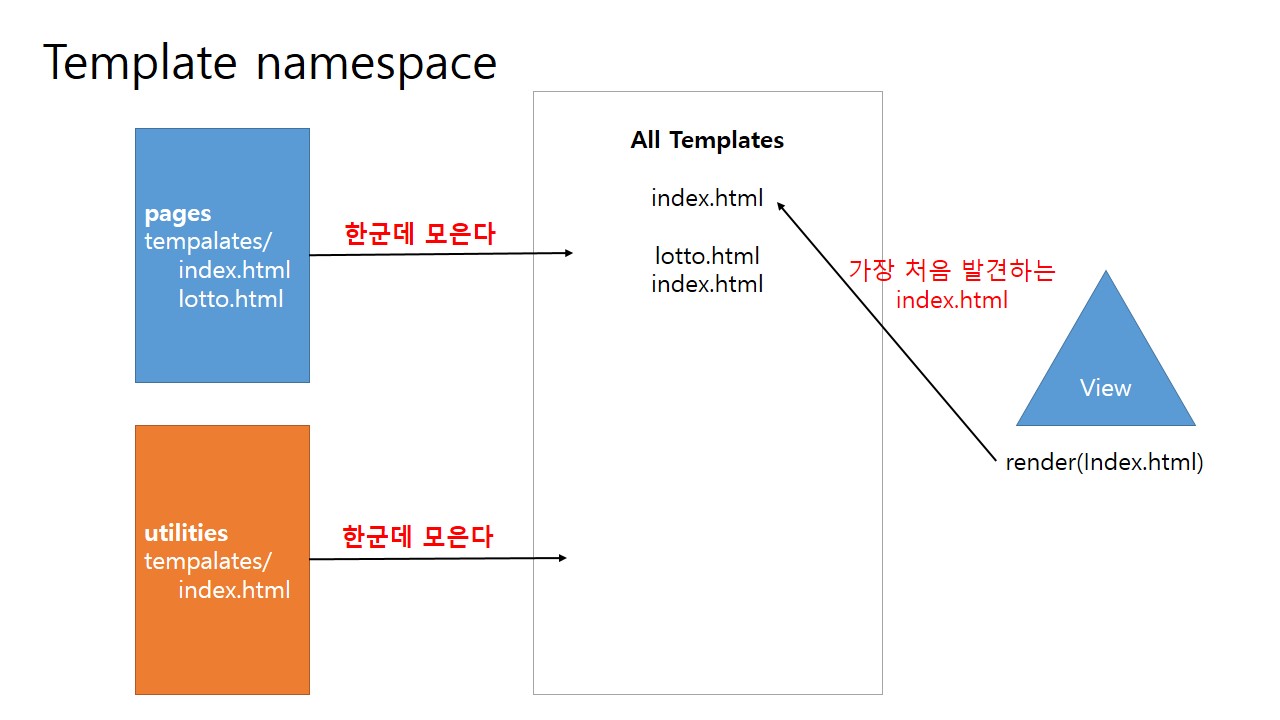 Template namespace
pages
tempalates/
index.html
lotto.html
한군데 모은다
All Templates
index.html
lotto.html
index.html
가장 처음 발견하는
index.html
View
render(Index.html)
utilities
tempalates/
index.html
한군데 모은다